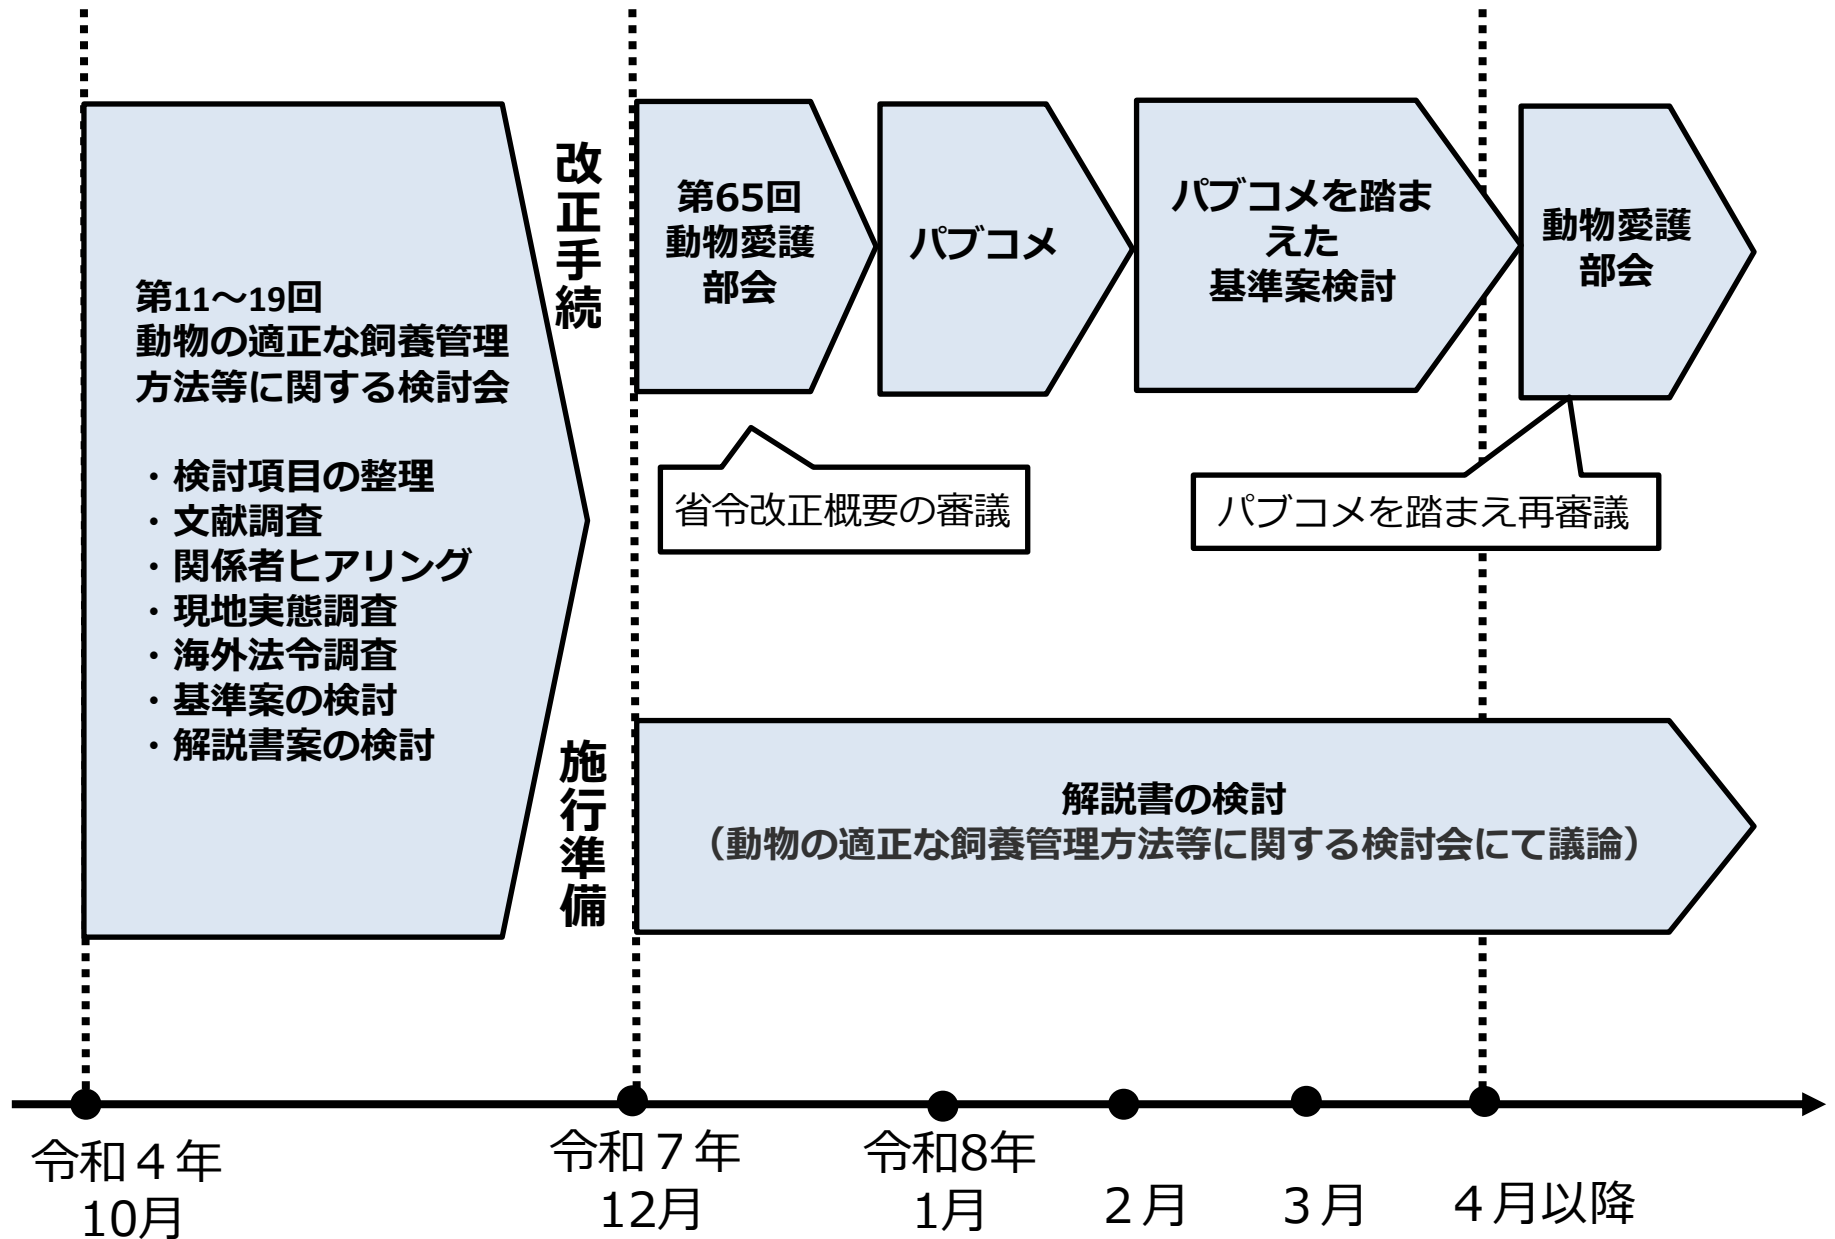 第11～19回
動物の適正な飼養管理
方法等に関する検討会
・検討項目の整理
・文献調査
・関係者ヒアリング
・現地実態調査
・海外法令調査
・基準案の検討
・解説書案の検討
改正手続
第65回
動物愛護
部会
パブコメ
パブコメを踏ま
えた
基準案検討
動物愛護
部会
省令改正概要の審議
パブコメを踏まえ再審議
施行準備
解説書の検討
（動物の適正な飼養管理方法等に関する検討会にて議論）
令和４年
10月
令和７年
12月
令和8年
1月
２月
３月
４月以降